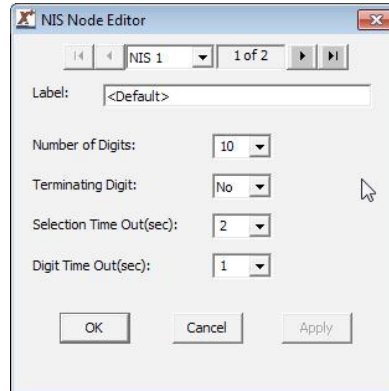 NIS Node Editor
NIS 1 1 of 2
Label: <Default>
Number of Digits: 10
Terminating Digit: No
Selection Time Out(sec): 2
Digit Time Out(sec): 1
OK Cancel Apply